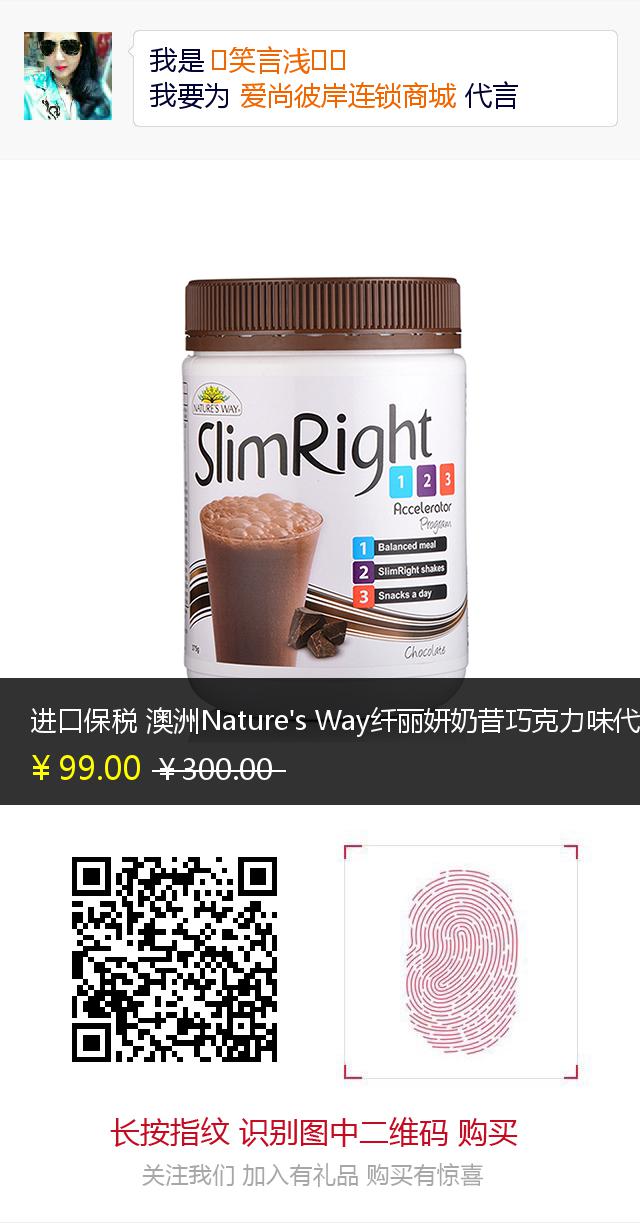 我是 笑言浅
我要为 爱尚彼岸连锁商城 代言
NATURE'S WAY
SlimRight
1 2 3
Accelerator
Program
1 Balanced meal
2 SlimRight shakes
3 Snacks a day
375g
Chocolate
进口保税 澳洲Nature's Way纤丽妍奶昔巧克力味代
¥ 99.00 ¥ 300.00
长按指纹 识别图中二维码 购买
关注我们 加入有礼品 购买有惊喜